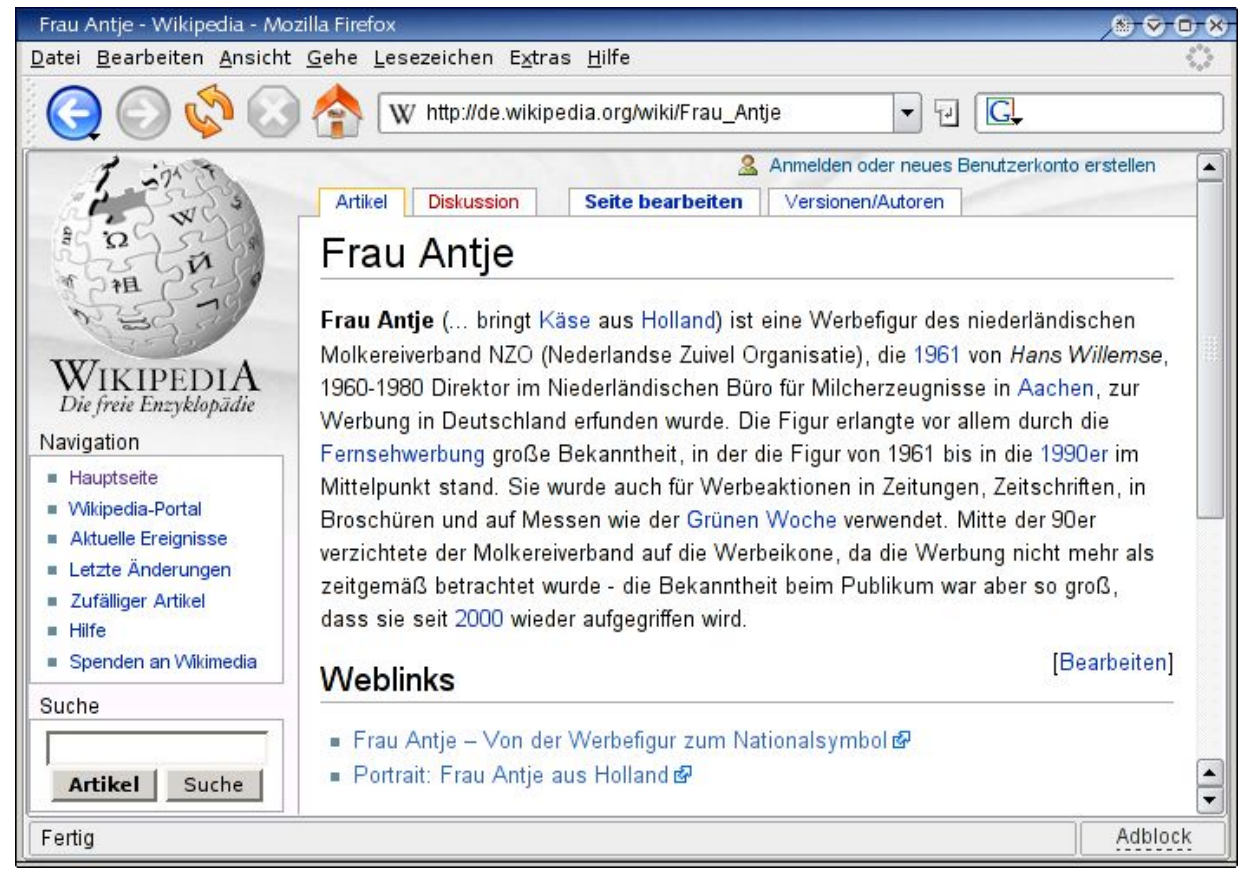 Frau Antje - Wikipedia - Mozilla Firefox
Datei Bearbeiten Ansicht Gehe Lesezeichen Extras Hilfe
W http://de.wikipedia.org/wiki/Frau_Antje G
Anmelden oder neues Benutzerkonto erstellen
Artikel Diskussion Seite bearbeiten Versionen/Autoren
WIKIPEDIA
Die freie Enzyklopädie
Navigation
Hauptseite
Wikipedia-Portal
Aktuelle Ereignisse
Letzte Änderungen
Zufälliger Artikel
Hilfe
Spenden an Wikimedia
Suche
Artikel Suche
Frau Antje
Frau Antje (... bringt Käse aus Holland) ist eine Werbefigur des niederländischen
Molkereiverband NZO (Nederlandse Zuivel Organisatie), die 1961 von Hans Willemse,
1960-1980 Direktor im Niederländischen Büro für Milcherzeugnisse in Aachen, zur
Werbung in Deutschland erfunden wurde. Die Figur erlangte vor allem durch die
Fernsehwerbung große Bekanntheit, in der die Figur von 1961 bis in die 1990er im
Mittelpunkt stand. Sie wurde auch für Werbeaktionen in Zeitungen, Zeitschriften, in
Broschüren und auf Messen wie der Grünen Woche verwendet. Mitte der 90er
verzichtete der Molkereiverband auf die Werbeikone, da die Werbung nicht mehr als
zeitgemäß betrachtet wurde - die Bekanntheit beim Publikum war aber so groß,
dass sie seit 2000 wieder aufgegriffen wird.
[Bearbeiten]
Weblinks
Frau Antje – Von der Werbefigur zum Nationalsymbol
Portrait: Frau Antje aus Holland
Fertig
Adblock